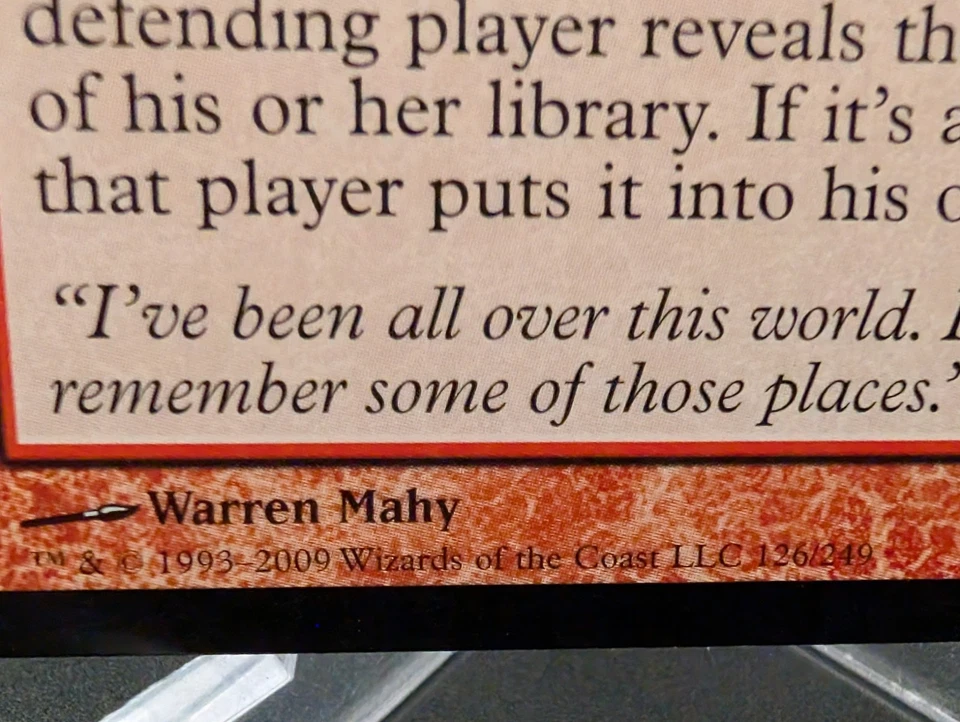 defending player reveals th
of his or her library. If it's a
that player puts it into his o
“I've been all over this world. I
remember some of those places.”
Warren Mahy
™ & © 1993–2009 Wizards of the Coast LLC 126/249